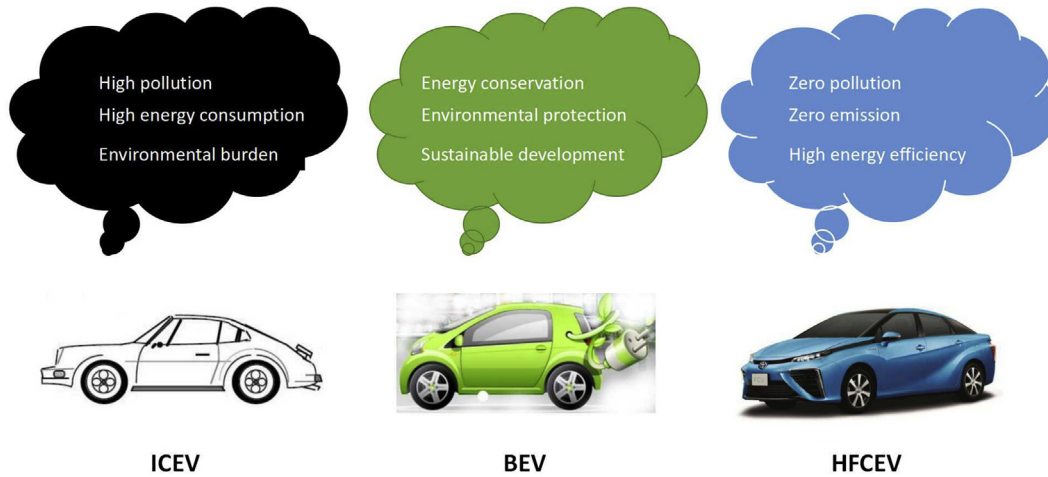 High pollution
High energy consumption
Environmental burden
Energy conservation
Environmental protection
Sustainable development
Zero pollution
Zero emission
High energy efficiency
ICEV
BEV
HFCEV